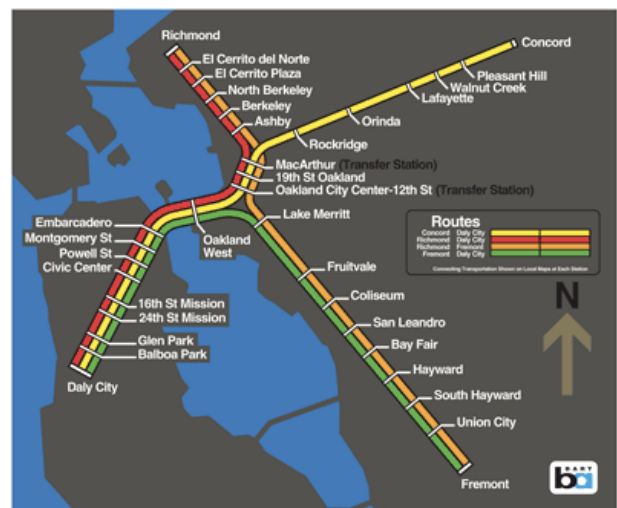 Richmond
Concord
El Cerrito del Norte
El Cerrito Plaza
North Berkeley
Berkeley
Ashby
Pleasant Hill
Walnut Creek
Lafayette
Orinda
Rockridge
MacArthur (Transfer Station)
19th St Oakland
Oakland City Center-12th St (Transfer Station)
Lake Merritt
Oakland
West
Embarcadero
Montgomery St
Powell St
Civic Center
16th St Mission
24th St Mission
Glen Park
Balboa Park
Daly City
Fruitvale
Coliseum
San Leandro
Bay Fair
Hayward
South Hayward
Union City
Fremont
Routes
Concord Daly City
Richmond Daly City
Richmond Fremont
Fremont Daly City
Connecting Transportation Shown on Local Maps at Each Station
N
BART
ba